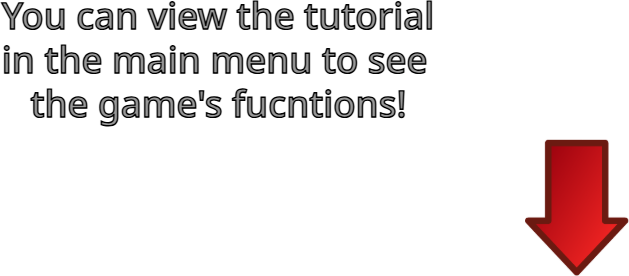 You can view the tutorial
in the main menu to see
the game's fucntions!